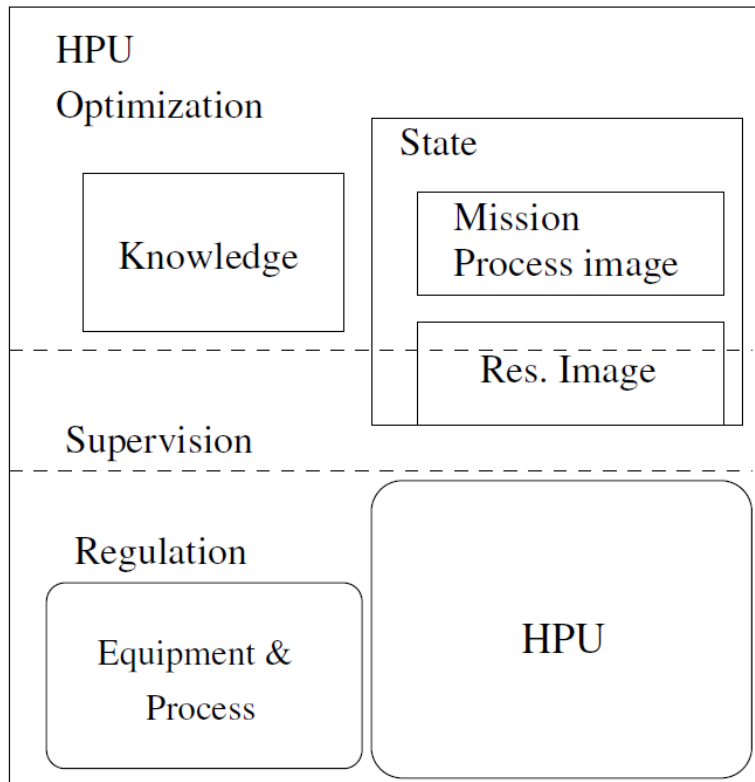 HPU
Optimization
State
Knowledge
Mission
Process image
Res. Image
Supervision
Regulation
Equipment &
Process
HPU